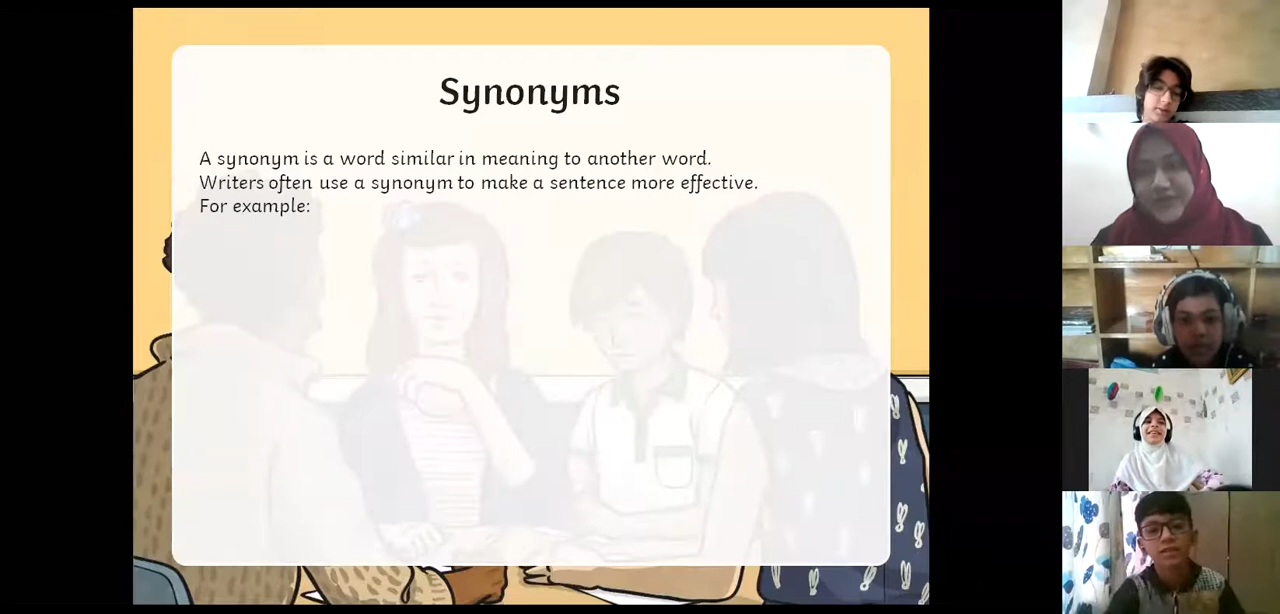 Synonyms
A synonym is a word similar in meaning to another word.
Writers often use a synonym to make a sentence more effective.
For example: